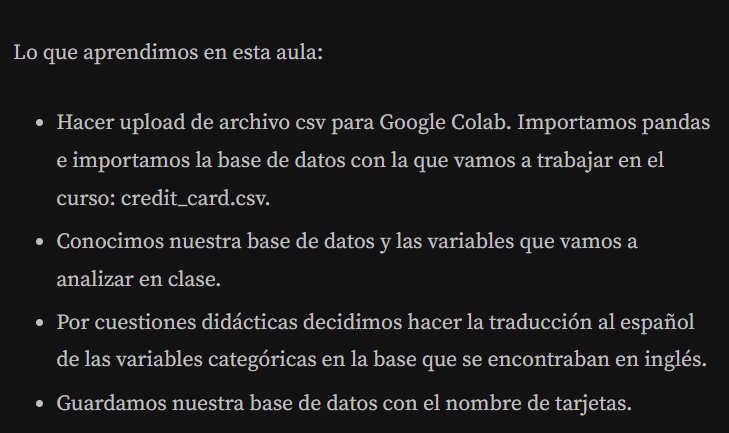 Lo que aprendimos en esta aula:
• Hacer upload de archivo csv para Google Colab. Importamos pandas
e importamos la base de datos con la que vamos a trabajar en el
curso: credit_card.csv.
• Conocimos nuestra base de datos y las variables que vamos a
analizar en clase.
• Por cuestiones didácticas decidimos hacer la traducción al español
de las variables categóricas en la base que se encontraban en inglés.
• Guardamos nuestra base de datos con el nombre de tarjetas.